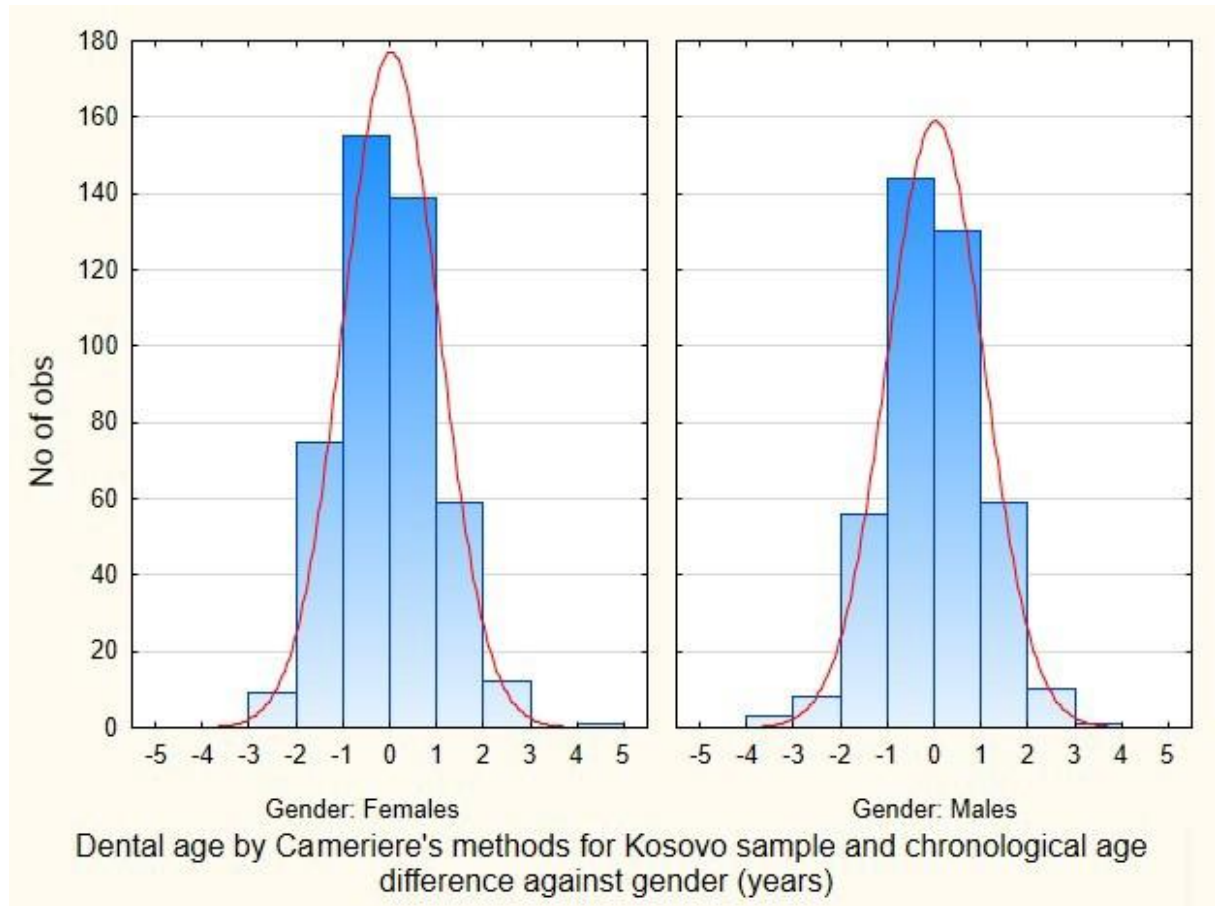 180
160
140
120
100
80
60
40
20
0
No of obs
-5 -4 -3 -2 -1 0 1 2 3 4 5
-5 -4 -3 -2 -1 0 1 2 3 4 5
Gender: Females
Gender: Males
Dental age by Cameriere's methods for Kosovo sample and chronological age
difference against gender (years)